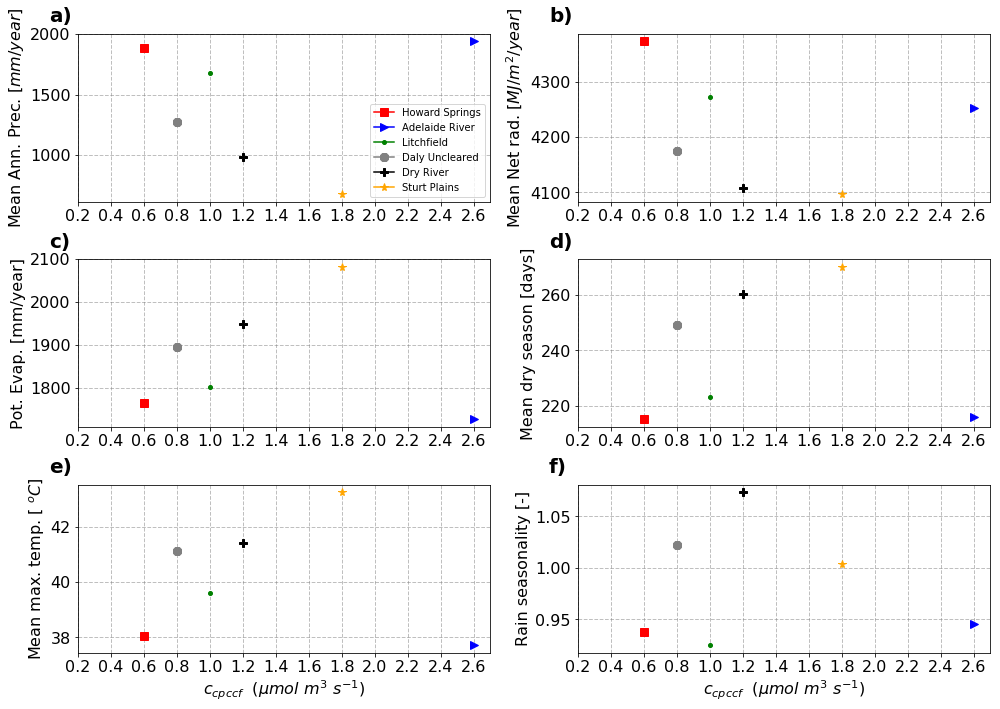 a)
Mean Ann. Prec. [mm/year]
2000
1500
1000
0.2 0.4 0.6 0.8 1.0 1.2 1.4 1.6 1.8 2.0 2.2 2.4 2.6
Howard Springs
Adelaide River
Litchfield
Daly Uncleared
Dry River
Sturt Plains
b)
Mean Net rad. [MJ/m²/year]
4300
4200
4100
0.2 0.4 0.6 0.8 1.0 1.2 1.4 1.6 1.8 2.0 2.2 2.4 2.6
c)
Pot. Evap. [mm/year]
2100
2000
1900
1800
0.2 0.4 0.6 0.8 1.0 1.2 1.4 1.6 1.8 2.0 2.2 2.4 2.6
d)
Mean dry season [days]
260
240
220
0.2 0.4 0.6 0.8 1.0 1.2 1.4 1.6 1.8 2.0 2.2 2.4 2.6
e)
Mean max. temp. [ °C]
42
40
38
0.2 0.4 0.6 0.8 1.0 1.2 1.4 1.6 1.8 2.0 2.2 2.4 2.6
c_cpccf (μmol m³ s⁻¹)
f)
Rain seasonality [-]
1.05
1.00
0.95
0.2 0.4 0.6 0.8 1.0 1.2 1.4 1.6 1.8 2.0 2.2 2.4 2.6
c_cpccf (μmol m³ s⁻¹)